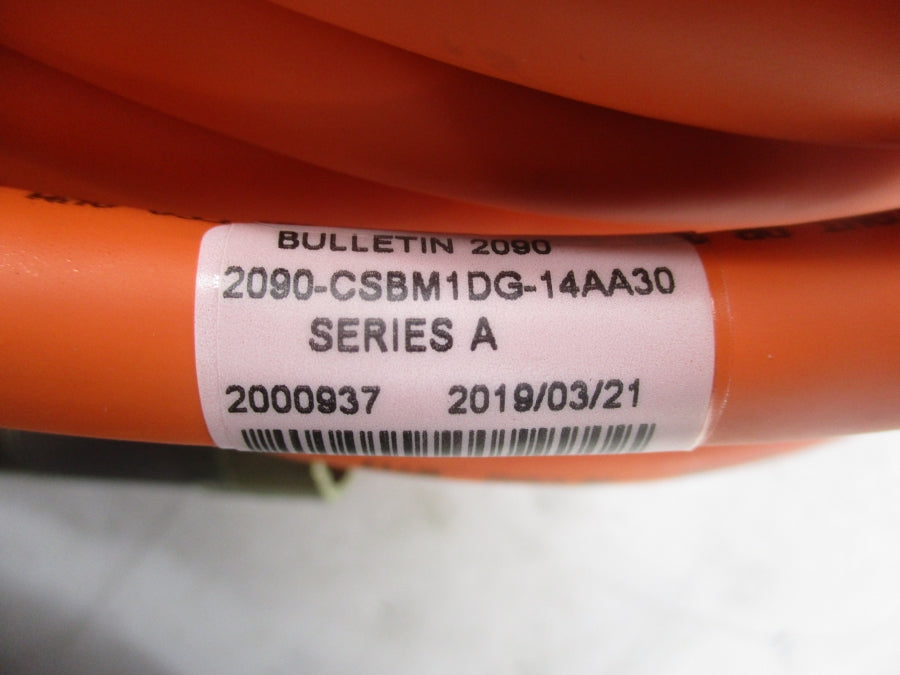 BULLETIN 2090
2090-CSBM1DG-14AA30
SERIES A
2000937 2019/03/21